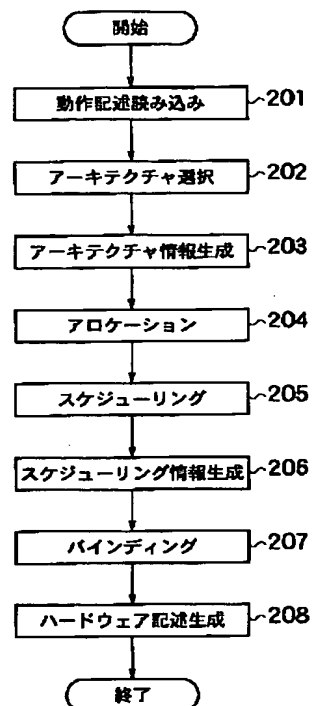 開始
動作記述読み込み 201
アーキテクチャ選択 202
アーキテクチャ情報生成 203
アロケーション 204
スケジューリング 205
スケジューリング情報生成 206
バインディング 207
ハードウェア記述生成 208
終了